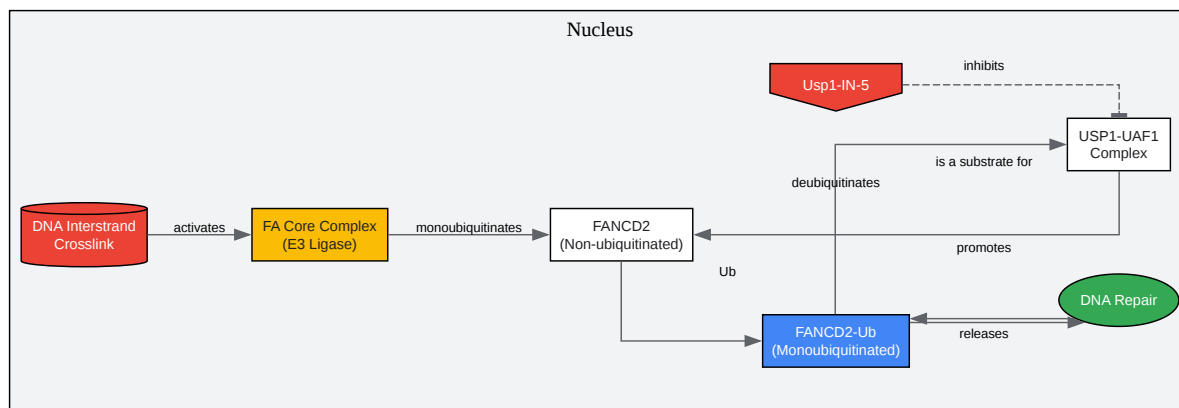 Nucleus
inhibits
Usp1-IN-5
USP1-UAF1
Complex
is a substrate for
deubiquitinates
DNA Interstrand
Crosslink
activates
FA Core Complex
(E3 Ligase)
monoubiquitinates
FANCD2
(Non-ubiquitinated)
promotes
Ub
DNA Repair
releases
FANCD2-Ub
(Monoubiquitinated)